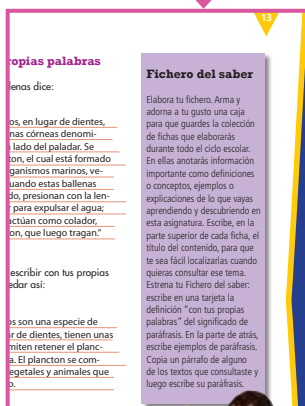 13
ropias palabras
llenas dice:
os, en lugar de dientes,
nas córneas denomi-
lado del paladar. Se
ton, el cual está formado
ganismos marinos, ve-
uando estas ballenas
do, presionan con la len-
r para expulsar el agua;
actúan como colador,
on, que luego tragan.”
escribir con tus propias
edar así:
os son una especie de
ar de dientes, tienen unas
miten retener el planc-
a. El plancton se com-
egetales y animales que
o.
Fichero del saber
Elabora tu fichero. Arma y
adorna a tu gusto una caja
para que guardes la colección
de fichas que elaborarás
durante todo el ciclo escolar.
En ellas anotarás información
importante como definiciones
o conceptos, ejemplos o
explicaciones de lo que vayas
aprendiendo y descubriendo en
esta asignatura. Escribe, en la
parte superior de cada ficha, el
título del contenido, para que
te sea fácil localizarlas cuando
quieras consultar ese tema.
Estrena tu Fichero del saber:
escribe en una tarjeta la
definición “con tus propias
palabras” del significado de
paráfrasis. En la parte de atrás,
escribe ejemplos de paráfrasis.
Copia un párrafo de alguno
de los textos que consultaste y
luego escribe su paráfrasis.